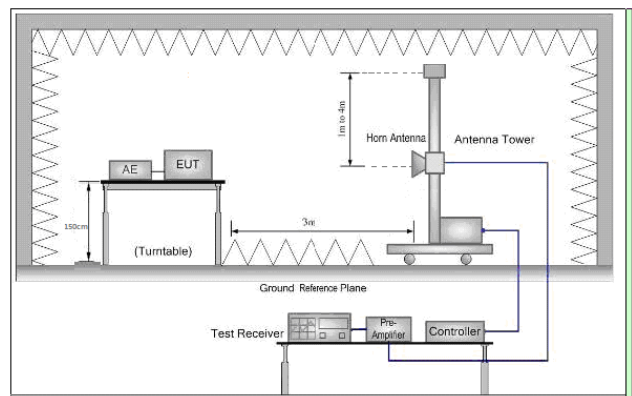 1m to 4m
Horn Antenna
Antenna Tower
AE
EUT
150cm
3m
(Turntable)
Ground Reference Plane
Test Receiver
Pre-
Amplifier
Controller